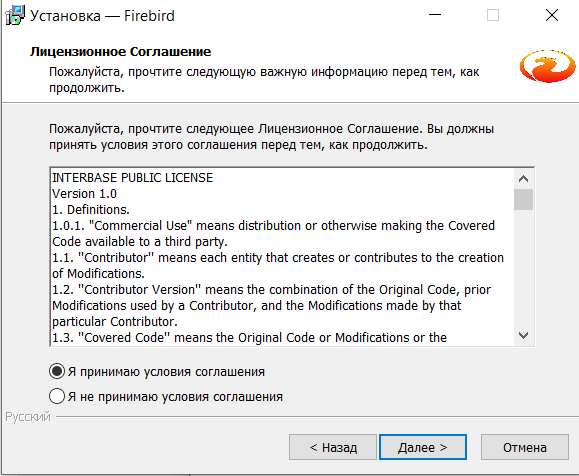 Установка — Firebird
Лицензионное Соглашение
Пожалуйста, прочтите следующую важную информацию перед тем, как
продолжить.
Пожалуйста, прочтите следующее Лицензионное Соглашение. Вы должны
принять условия этого соглашения перед тем, как продолжить.
INTERBASE PUBLIC LICENSE
Version 1.0
1. Definitions.
1.0.1. "Commercial Use" means distribution or otherwise making the Covered
Code available to a third party.
1.1. "Contributor" means each entity that creates or contributes to the creation
of Modifications.
1.2. "Contributor Version" means the combination of the Original Code, prior
Modifications used by a Contributor, and the Modifications made by that
particular Contributor.
1.3. "Covered Code" means the Original Code or Modifications or the
Я принимаю условия соглашения
Я не принимаю условия соглашения
Русский
< Назад
Далее >
Отмена